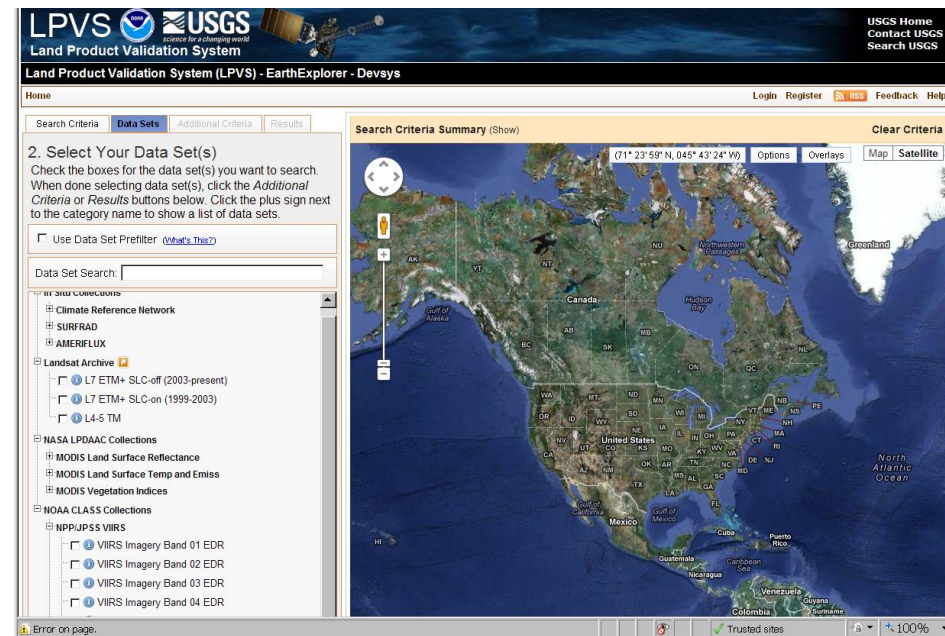 LPVS NOAA USGS
science for a changing world
Land Product Validation System
USGS Home
Contact USGS
Search USGS
Land Product Validation System (LPVS) - EarthExplorer - Devsys
Home
Login Register RSS Feedback Help
Search Criteria Data Sets Additional Criteria Results
2. Select Your Data Set(s)
Check the boxes for the data set(s) you want to search.
When done selecting data set(s), click the Additional
Criteria or Results buttons below. Click the plus sign next
to the category name to show a list of data sets.
Use Data Set Prefilter (What's This?)
Data Set Search:
In Situ Collections
Climate Reference Network
SURFRAD
AMERIFLUX
Landsat Archive
L7 ETM+ SLC-off (2003-present)
L7 ETM+ SLC-on (1999-2003)
L4-5 TM
NASA LPDAAC Collections
MODIS Land Surface Reflectance
MODIS Land Surface Temp and Emiss
MODIS Vegetation Indices
NOAA CLASS Collections
NPP/JPSS VIIRS
VIIRS Imagery Band 01 EDR
VIIRS Imagery Band 02 EDR
VIIRS Imagery Band 03 EDR
VIIRS Imagery Band 04 EDR
Search Criteria Summary (Show)
Clear Criteria
(71° 23' 59" N, 045° 43' 24" W) Options Overlays Map Satellite
Greenland
Northwestern
Passages
NU
AK
YT
NT
Canada
Hudson
Bay
Gulf of
Alaska
AB
MB
BC
SK
NL
ON
QC
WA
MT
ND
MN
NB
PE
VT
ME
NS
OR
ID
SD
WI
MI
NY
NH
WY
IA
MA
NE
IL
IN
OH
PA
CT
RI
NV
UT
United States
CO
KS
MO
KY
WV
VA
DE
NJ
MD
CA
AZ
NM
OK
AR
TN
NC
MS
AL
SC
TX
LA
GA
FL
North
Atlantic
Ocean
Gulf of
California
Gulf of
Mexico
Mexico
HI
Cuba
Puerto
Rico
Guatemala
Caribbean
Sea
Nicaragua
Venezuela
Guyana
Colombia
Suriname
Error on page.
Trusted sites
100%